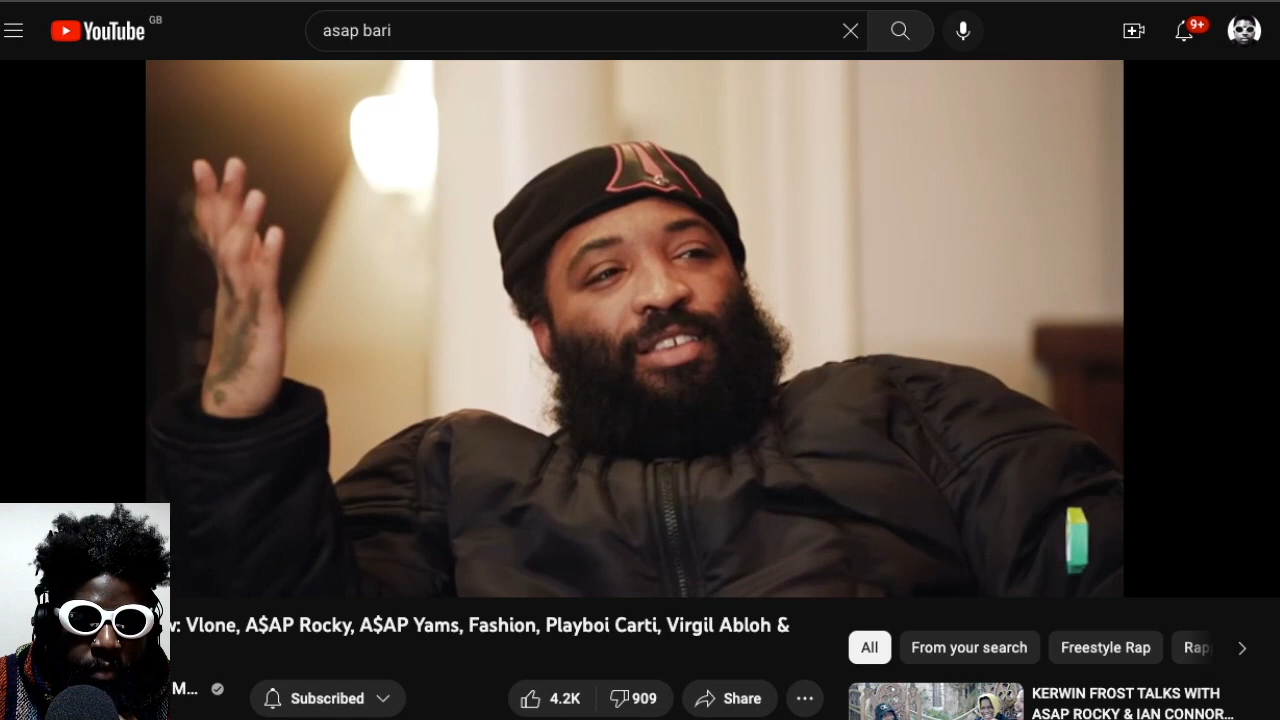 YouTube GB
asap bari
9+
Vlone, A$AP Rocky, A$AP Yams, Fashion, Playboi Carti, Virgil Abloh &
All
From your search
Freestyle Rap
M...
Subscribed
4.2K
909
Share
KERWIN FROST TALKS WITH
ASAP ROCKY & IAN CONNOR...